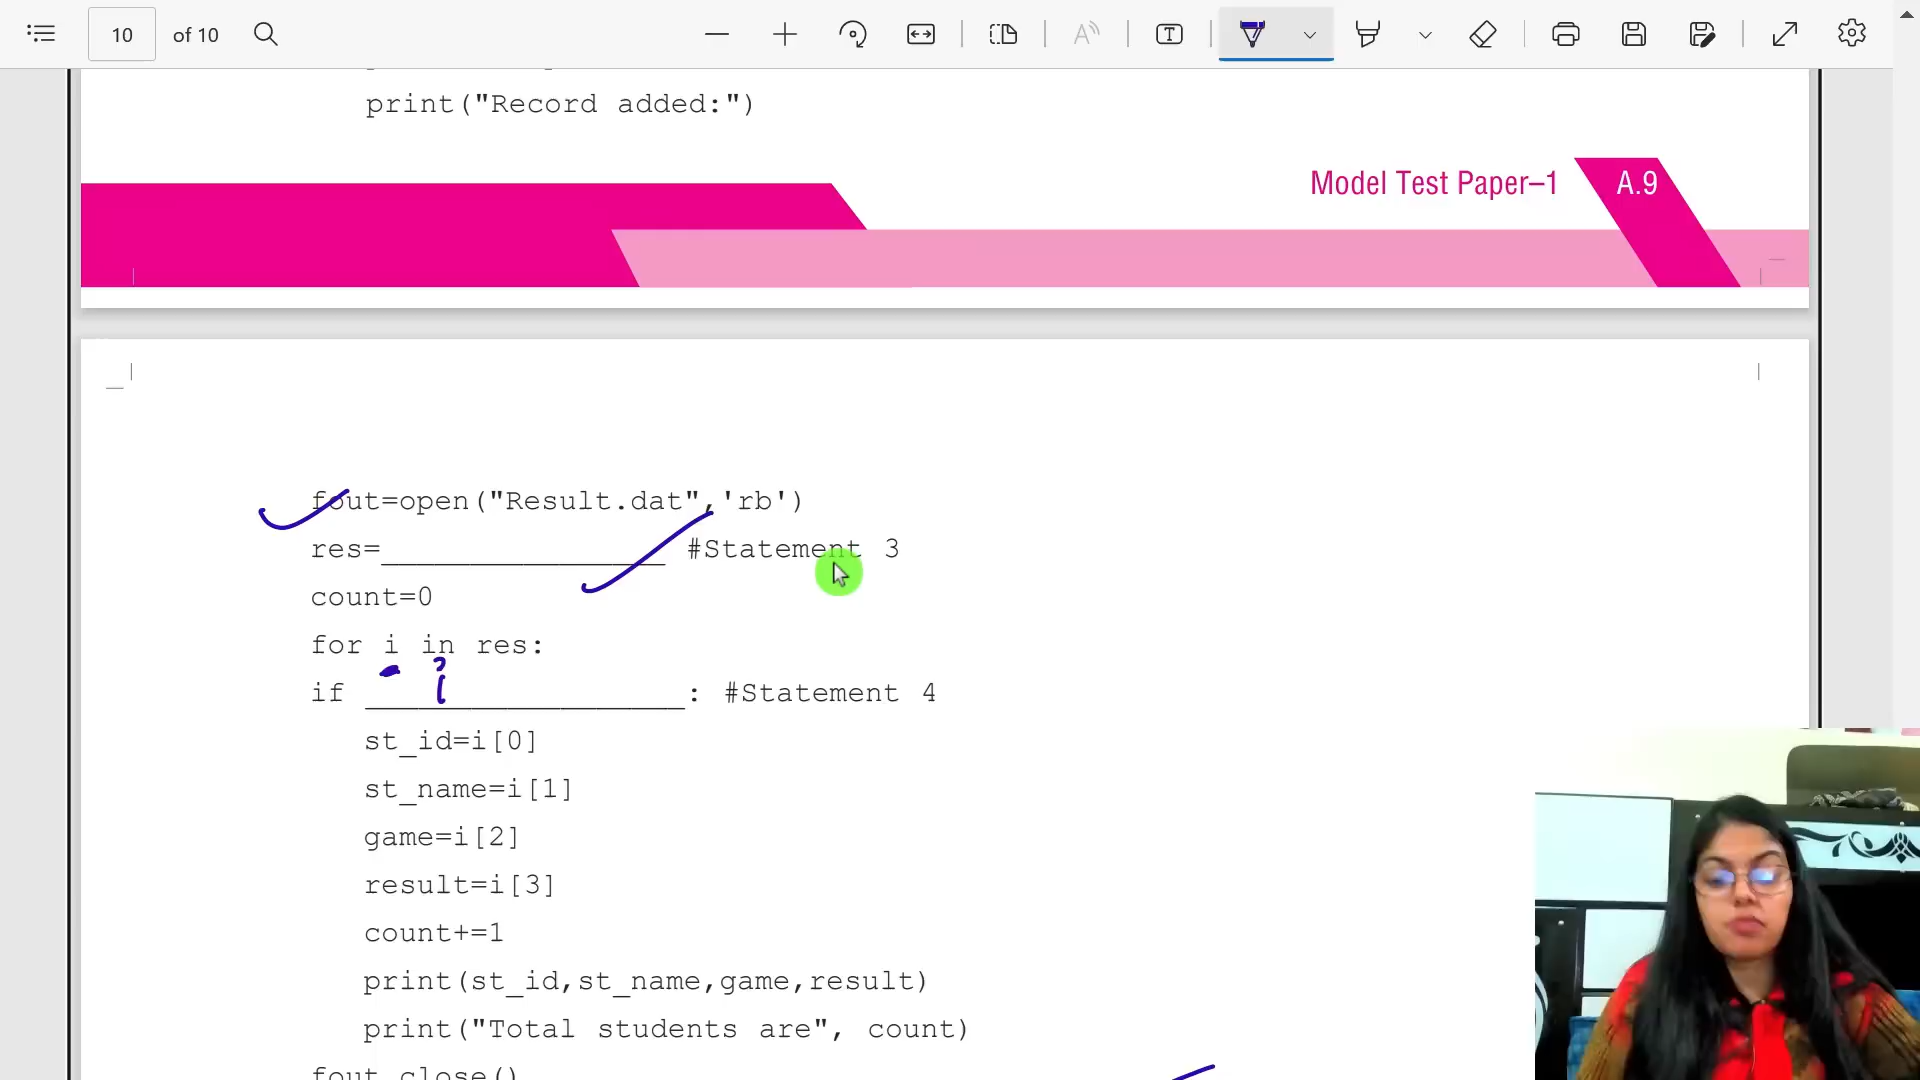 10 of 10
print("Record added:")
Model Test Paper–1 A.9
fout=open("Result.dat",'rb')
res=________________ #Statement 3
count=0
for i in res:
if __________________: #Statement 4
st_id=i[0]
st_name=i[1]
game=i[2]
result=i[3]
count+=1
print(st_id,st_name,game,result)
print("Total students are", count)
fout.close()